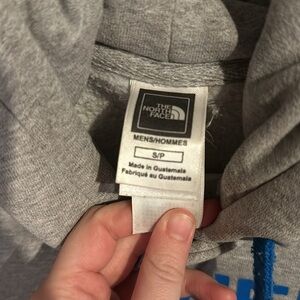 THE
NORTH
FACE
MENS/HOMMES
S/P
Made in Guatemala
Fabriqué au Guatemala